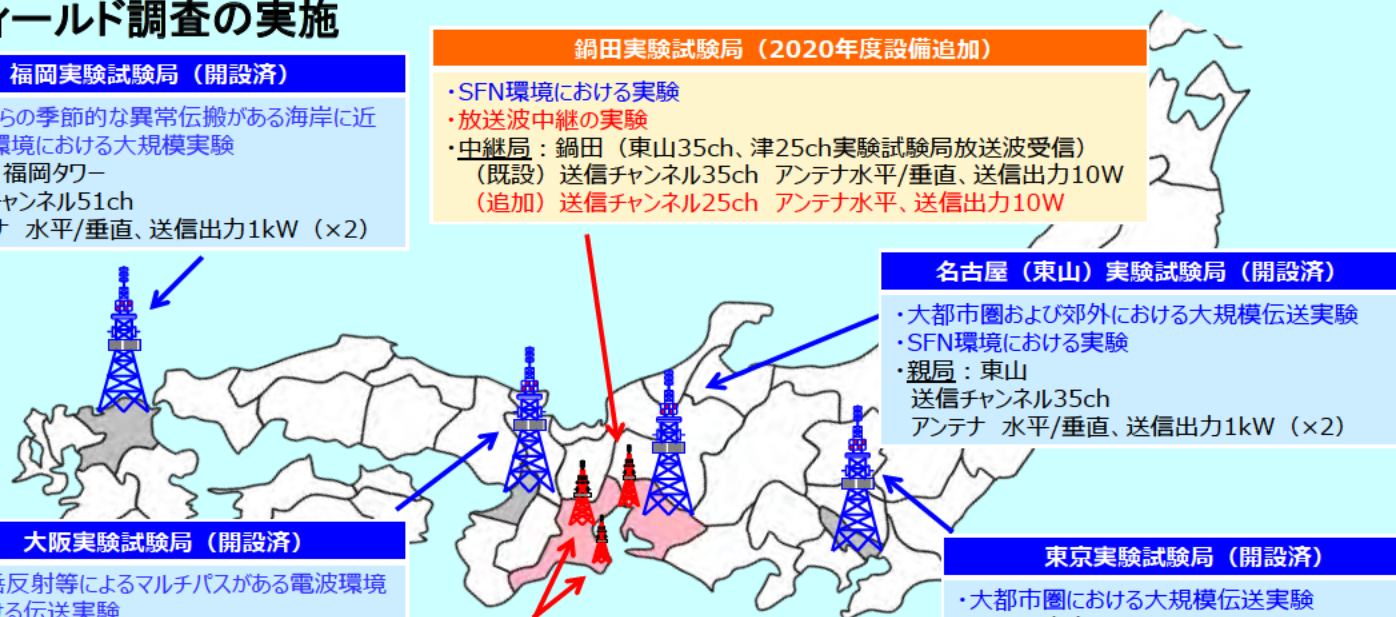 ィールド調査の実施
福岡実験試験局（開設済）
らの季節的な異常伝搬がある海岸に近
環境における大規模実験
福岡タワー
ャンネル51ch
ナ 水平/垂直、送信出力1kW（×2）
鍋田実験試験局（2020年度設備追加）
・SFN環境における実験
・放送波中継の実験
・中継局：鍋田（東山35ch、津25ch実験試験局放送波受信）
（既設）送信チャンネル35ch アンテナ水平/垂直、送信出力10W
（追加）送信チャンネル25ch アンテナ水平、送信出力10W
名古屋（東山）実験試験局（開設済）
・大都市圏および郊外における大規模伝送実験
・SFN環境における実験
・親局：東山
送信チャンネル35ch
アンテナ 水平/垂直、送信出力1kW（×2）
大阪実験試験局（開設済）
反射等によるマルチパスがある電波環境
ける伝送実験
東京実験試験局（開設済）
・大都市圏における大規模伝送実験